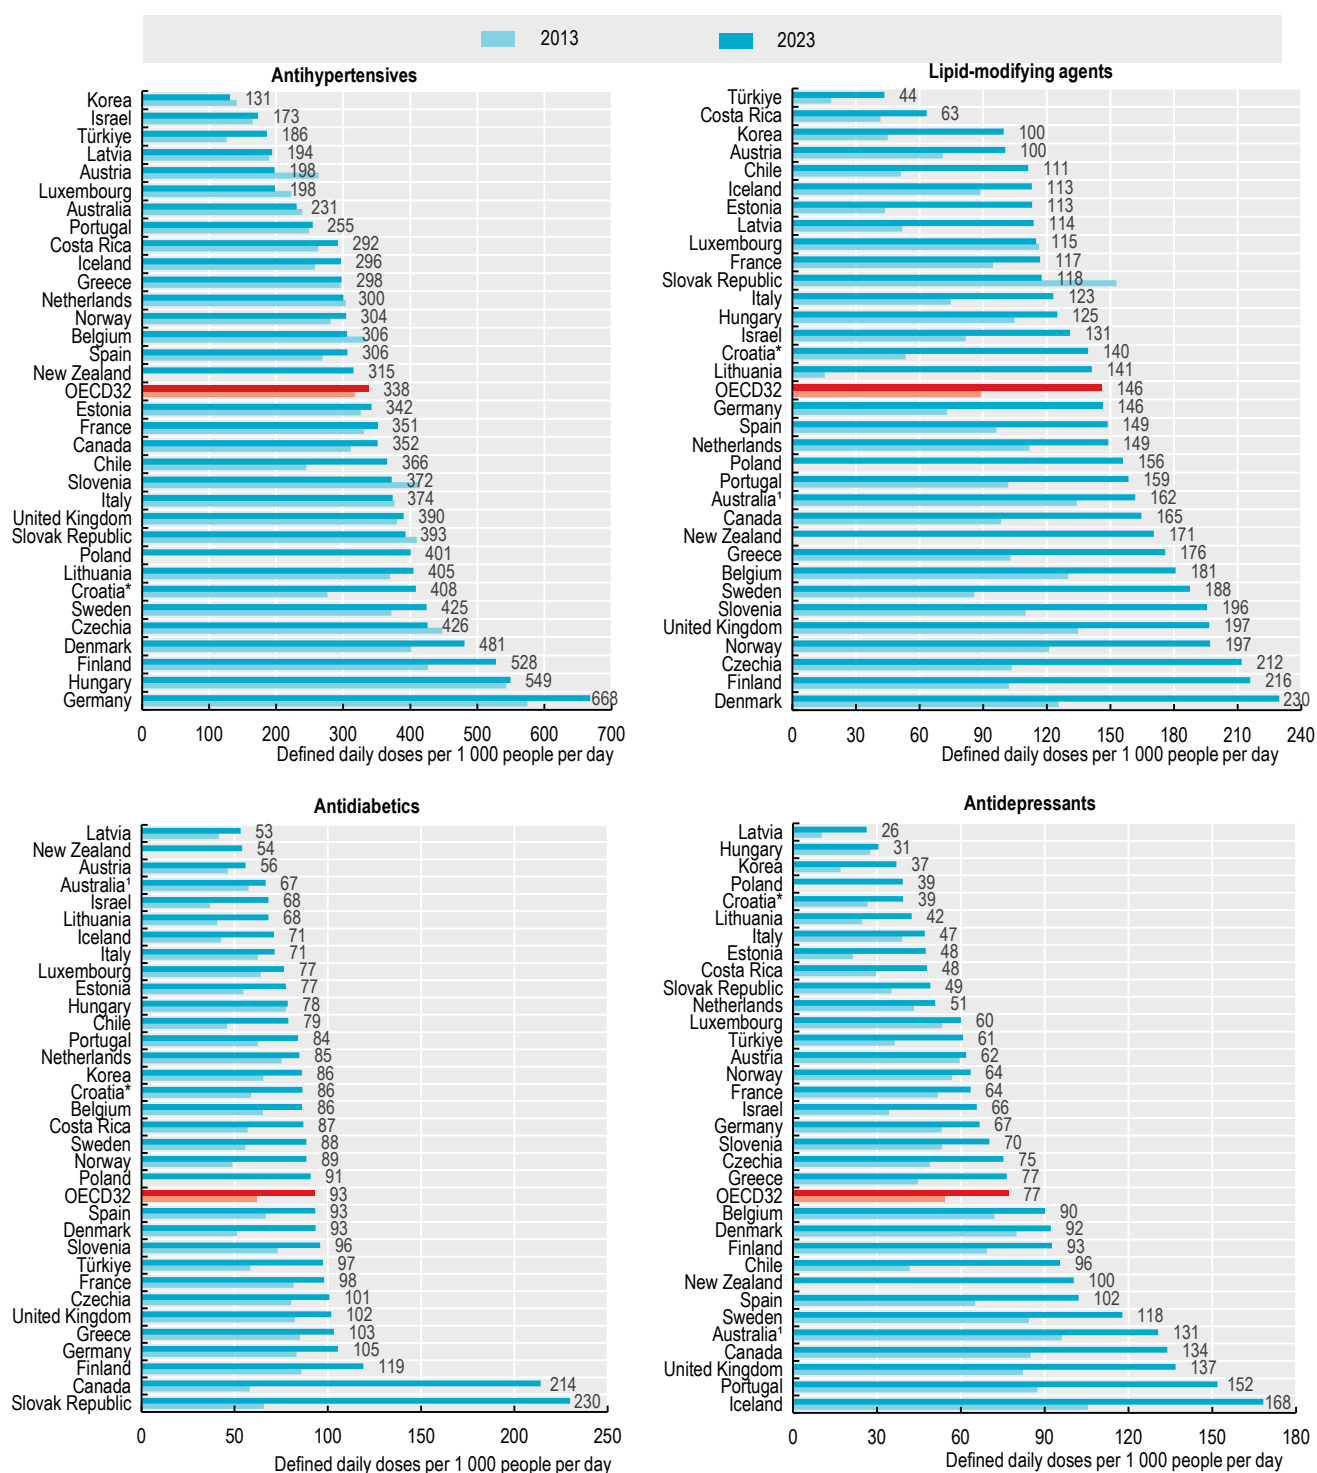 2013
2023
Antihypertensives
Korea 131
Israel 173
Türkiye 186
Latvia 194
Austria 198
Luxembourg 198
Australia 231
Portugal 255
Costa Rica 292
Iceland 296
Greece 298
Netherlands 300
Norway 304
Belgium 306
Spain 306
New Zealand 315
OECD32 338
Estonia 342
France 351
Canada 352
Chile 366
Slovenia 372
Italy 374
United Kingdom 390
Slovak Republic 393
Poland 401
Lithuania 405
Croatia* 408
Sweden 425
Czechia 426
Denmark 481
Finland 528
Hungary 549
Germany 668
0 100 200 300 400 500 600 700
Defined daily doses per 1 000 people per day
Lipid-modifying agents
Türkiye 44
Costa Rica 63
Korea 100
Austria 100
Chile 111
Iceland 113
Estonia 113
Latvia 114
Luxembourg 115
France 117
Slovak Republic 118
Italy 123
Hungary 125
Israel 131
Croatia* 140
Lithuania 141
OECD32 146
Germany 146
Spain 149
Netherlands 149
Poland 156
Portugal 159
Australia¹ 162
Canada 165
New Zealand 171
Greece 176
Belgium 181
Sweden 188
Slovenia 196
United Kingdom 197
Norway 197
Czechia 212
Finland 216
Denmark 230
0 30 60 90 120 150 180 210 240
Defined daily doses per 1 000 people per day
Antidiabetics
Latvia 53
New Zealand 54
Austria 56
Australia¹ 67
Israel 68
Lithuania 68
Iceland 71
Italy 71
Luxembourg 77
Estonia 77
Hungary 78
Chile 79
Portugal 84
Netherlands 85
Korea 86
Croatia* 86
Belgium 86
Costa Rica 87
Sweden 88
Norway 89
Poland 91
OECD32 93
Spain 93
Denmark 93
Slovenia 96
Türkiye 97
France 98
Czechia 101
United Kingdom 102
Greece 103
Germany 105
Finland 119
Canada 214
Slovak Republic 230
0 50 100 150 200 250
Defined daily doses per 1 000 people per day
Antidepressants
Latvia 26
Hungary 31
Korea 37
Poland 39
Croatia* 39
Lithuania 42
Italy 47
Estonia 48
Costa Rica 48
Slovak Republic 49
Netherlands 51
Luxembourg 60
Türkiye 61
Austria 62
Norway 64
France 64
Israel 66
Germany 67
Slovenia 70
Czechia 75
Greece 77
OECD32 77
Belgium 90
Denmark 92
Finland 93
Chile 96
New Zealand 100
Spain 102
Sweden 118
Australia¹ 131
Canada 134
United Kingdom 137
Portugal 152
Iceland 168
0 30 60 90 120 150 180
Defined daily doses per 1 000 people per day